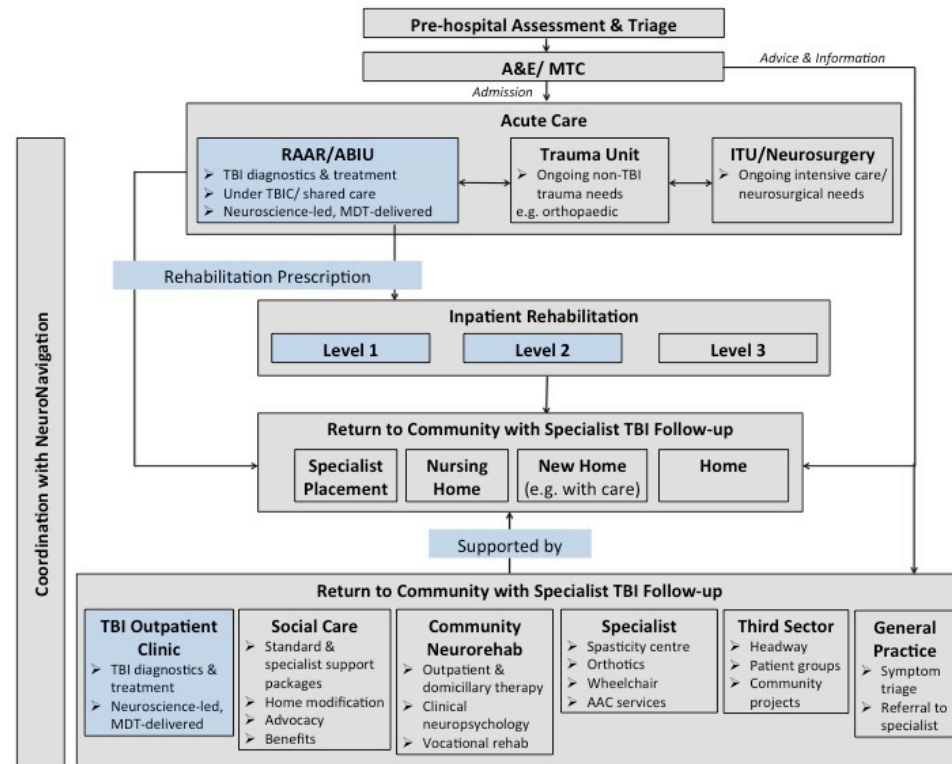 Pre-hospital Assessment & Triage
A&E/ MTC
Advice & Information
Admission
Acute Care
RAAR/ABIU
➢ TBI diagnostics & treatment
➢ Under TBIC/ shared care
➢ Neuroscience-led, MDT-delivered
Trauma Unit
➢ Ongoing non-TBI
trauma needs
e.g. orthopaedic
ITU/Neurosurgery
➢ Ongoing intensive care/
neurosurgical needs
Rehabilitation Prescription
Inpatient Rehabilitation
Level 1
Level 2
Level 3
Coordination with NeuroNavigation
Return to Community with Specialist TBI Follow-up
Specialist
Placement
Nursing
Home
New Home
(e.g. with care)
Home
Supported by
Return to Community with Specialist TBI Follow-up
TBI Outpatient
Clinic
➢ TBI diagnostics &
treatment
➢ Neuroscience-led,
MDT-delivered
Social Care
➢ Standard &
specialist support
packages
➢ Home modification
➢ Advocacy
➢ Benefits
Community
Neurorehab
➢ Outpatient &
domicillary therapy
➢ Clinical
neuropsychology
➢ Vocational rehab
Specialist
➢ Spasticity centre
➢ Orthotics
➢ Wheelchair
➢ AAC services
Third Sector
➢ Headway
➢ Patient groups
➢ Community
projects
General
Practice
➢ Symptom
triage
➢ Referral to
specialist